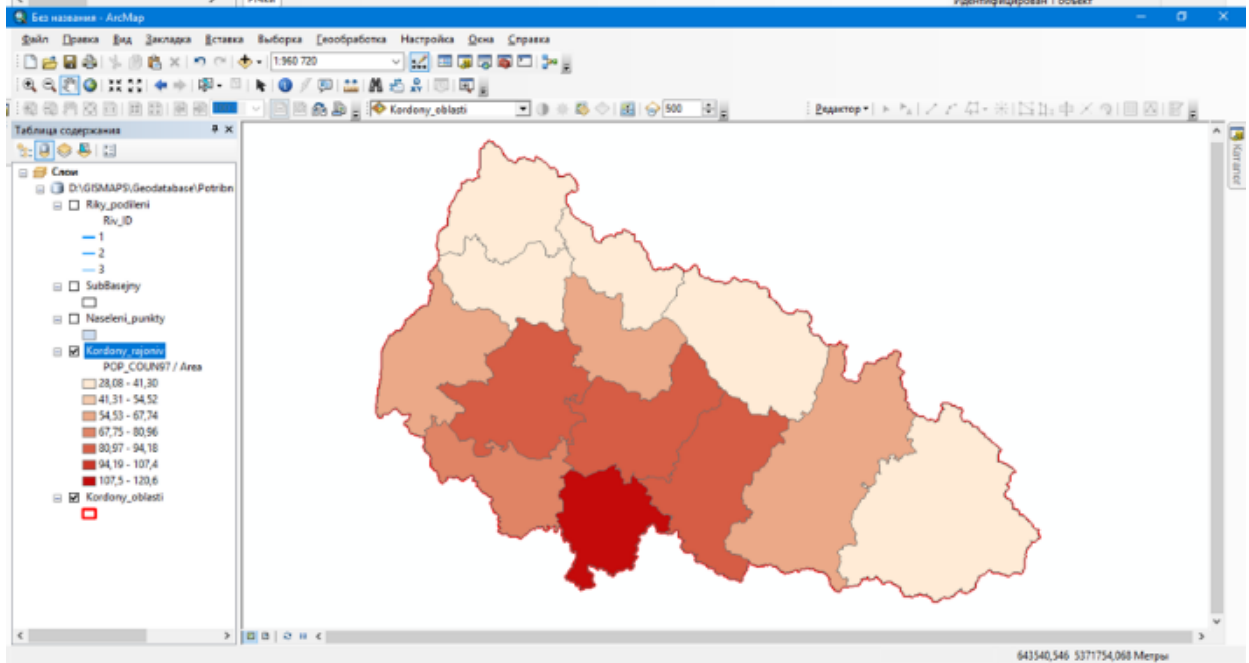 Идентифицирован 1 объект
Без названия - ArcMap
Файл Правка Вид Закладка Вставка Выборка Геообработка Настройка Окна Справка
1:960 720
Kordony_oblasti 500 Редактор
Таблица содержания
Каталог
Слои
D:\GISMAPS\Geodatabase\Potribn
Riky_podileni
Riv_ID
1
2
3
SubBasejny
Naseleni_punkty
Kordony_rajoniv
POP_COUN97 / Area
28,08 - 41,30
41,31 - 54,52
54,53 - 67,74
67,75 - 80,96
80,97 - 94,18
94,19 - 107,4
107,5 - 120,6
Kordony_oblasti
643540,546 5371754,068 Метры